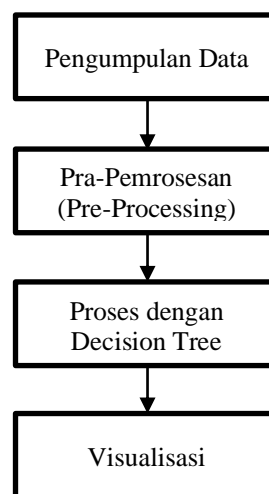 Pengumpulan Data
Pra-Pemrosesan
(Pre-Processing)
Proses dengan
Decision Tree
Visualisasi